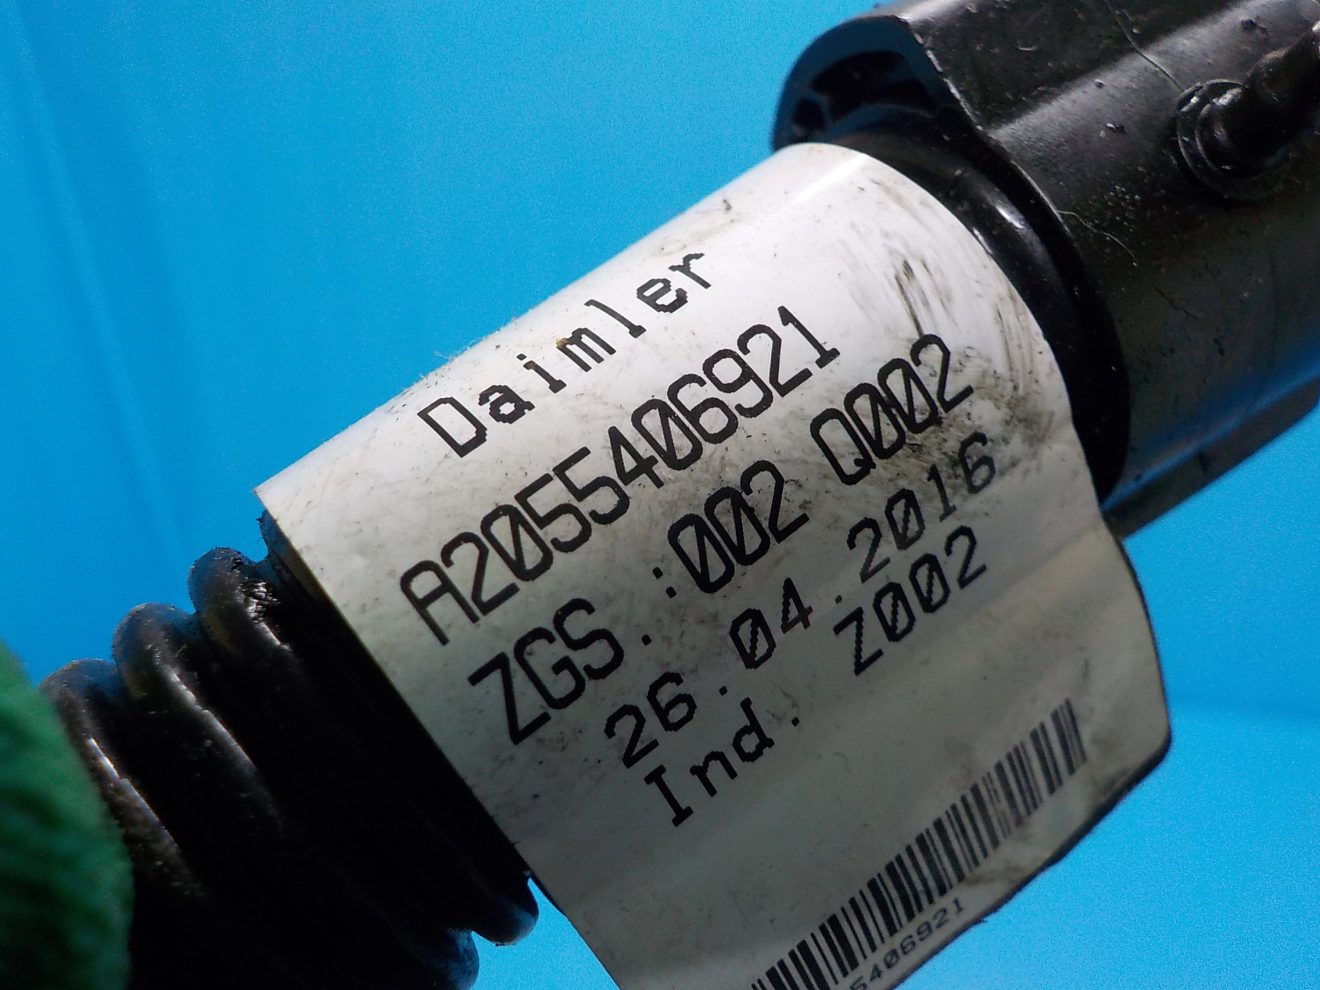 Daimler
A2055406921
ZGS.:002 Q002
26.04.2016
Ind. Z002
5406921